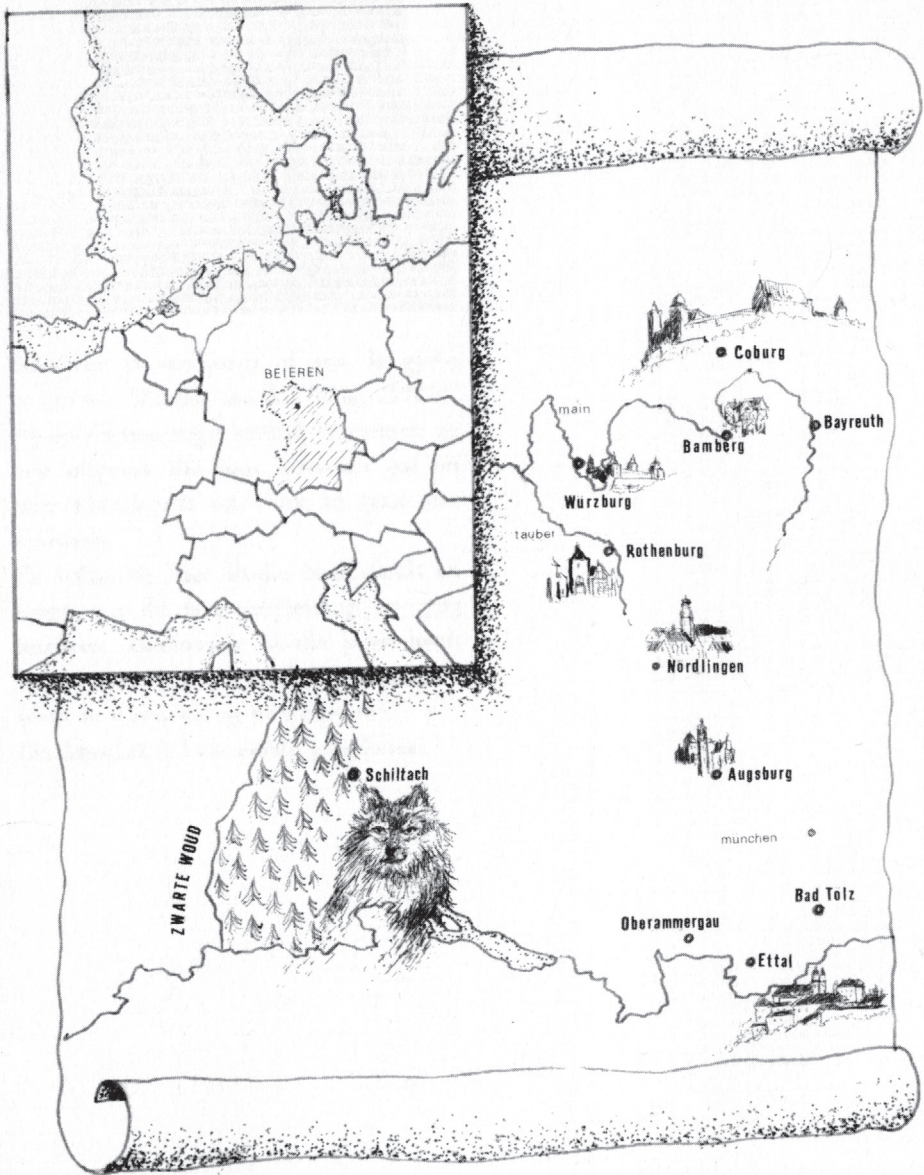 BEIEREN
Coburg
main
Bayreuth
Bamberg
Würzburg
tauber
Rothenburg
Nördlingen
Schiltach
Augsburg
ZWARTE WOUD
munchen
Bad Tolz
Oberammergau
Ettal